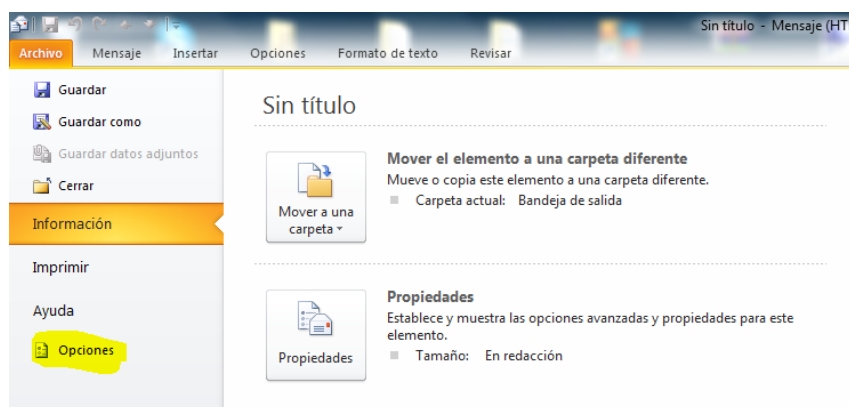 Sin título - Mensaje (HT
Archivo Mensaje Insertar Opciones Formato de texto Revisar
Guardar
Guardar como
Guardar datos adjuntos
Cerrar
Información
Imprimir
Ayuda
Opciones
Sin título
Mover a una
carpeta
Mover el elemento a una carpeta diferente
Mueve o copia este elemento a una carpeta diferente.
Carpeta actual: Bandeja de salida
Propiedades
Propiedades
Establece y muestra las opciones avanzadas y propiedades para este
elemento.
Tamaño: En redacción